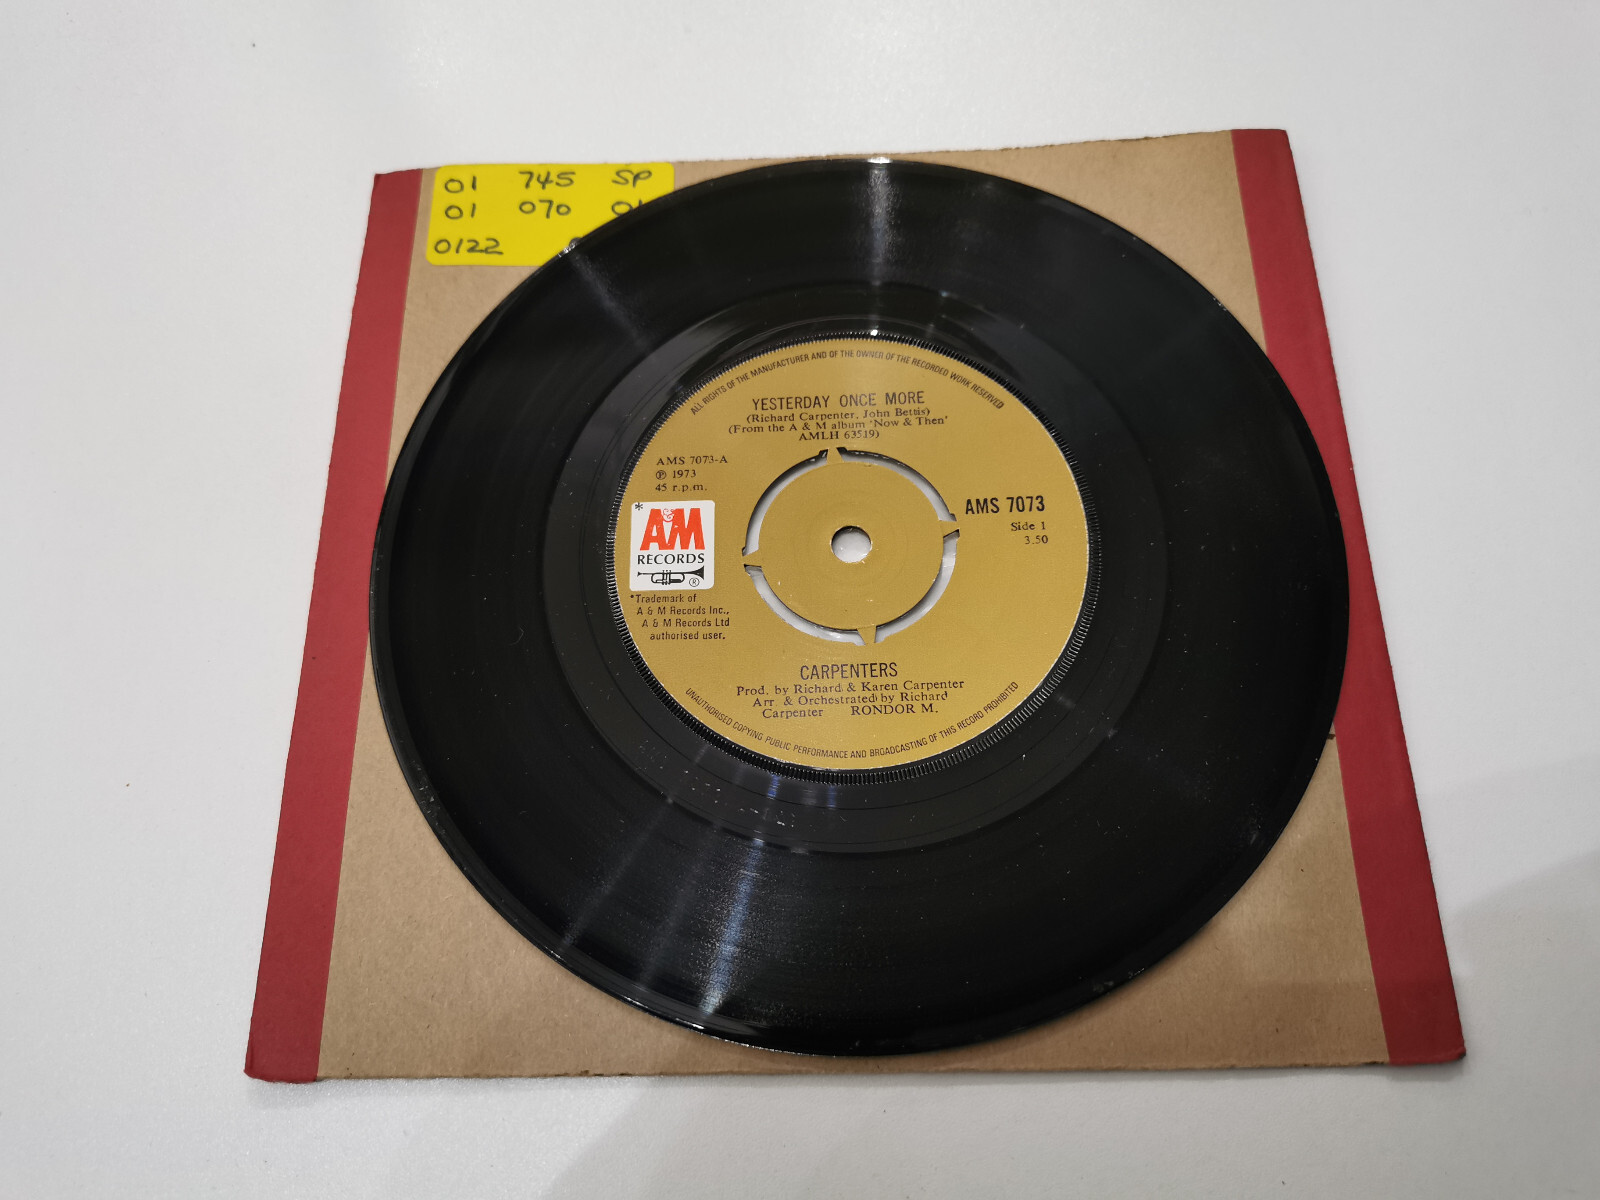 01 745 SP
01 070
0122
ALL RIGHTS OF THE MANUFACTURER AND OF THE OWNER OF THE RECORDED WORK RESERVED
YESTERDAY ONCE MORE
(Richard Carpenter, John Bettis)
(From the A & M album 'Now & Then'
AMLH 63519)
AMS 7073-A
℗ 1973
45 r.p.m.
AMS 7073
Side 1
3.50
*
A&M
RECORDS
®
*Trademark of
A & M Records Inc.,
A & M Records Ltd
authorised user.
CARPENTERS
Prod. by Richard & Karen Carpenter
Arr. & Orchestrated by Richard
Carpenter RONDOR M.
UNAUTHORISED COPYING PUBLIC PERFORMANCE AND BROADCASTING OF THIS RECORD PROHIBITED